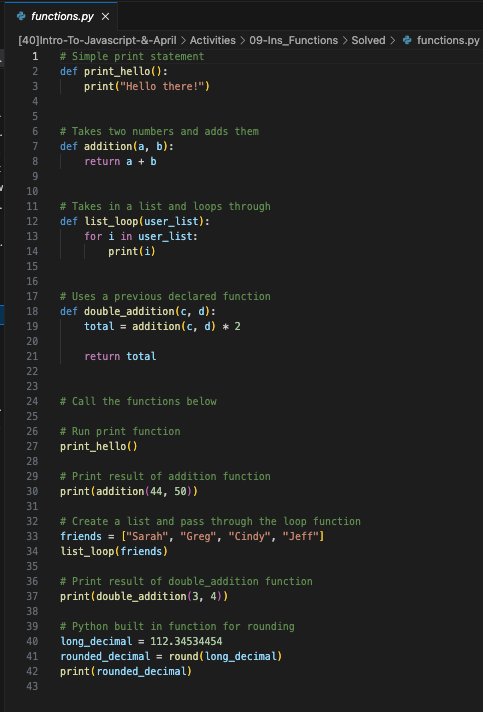 functions.py ×
[40]Intro-To-Javascript-&-April > Activities > 09-Ins_Functions > Solved > functions.py
1 # Simple print statement
2 def print_hello():
3     print("Hello there!")
4
5
6 # Takes two numbers and adds them
7 def addition(a, b):
8     return a + b
9
10
11 # Takes in a list and loops through
12 def list_loop(user_list):
13     for i in user_list:
14         print(i)
15
16
17 # Uses a previous declared function
18 def double_addition(c, d):
19     total = addition(c, d) * 2
20
21     return total
22
23
24 # Call the functions below
25
26 # Run print function
27 print_hello()
28
29 # Print result of addition function
30 print(addition(44, 50))
31
32 # Create a list and pass through the loop function
33 friends = ["Sarah", "Greg", "Cindy", "Jeff"]
34 list_loop(friends)
35
36 # Print result of double_addition function
37 print(double_addition(3, 4))
38
39 # Python built in function for rounding
40 long_decimal = 112.34534454
41 rounded_decimal = round(long_decimal)
42 print(rounded_decimal)
43